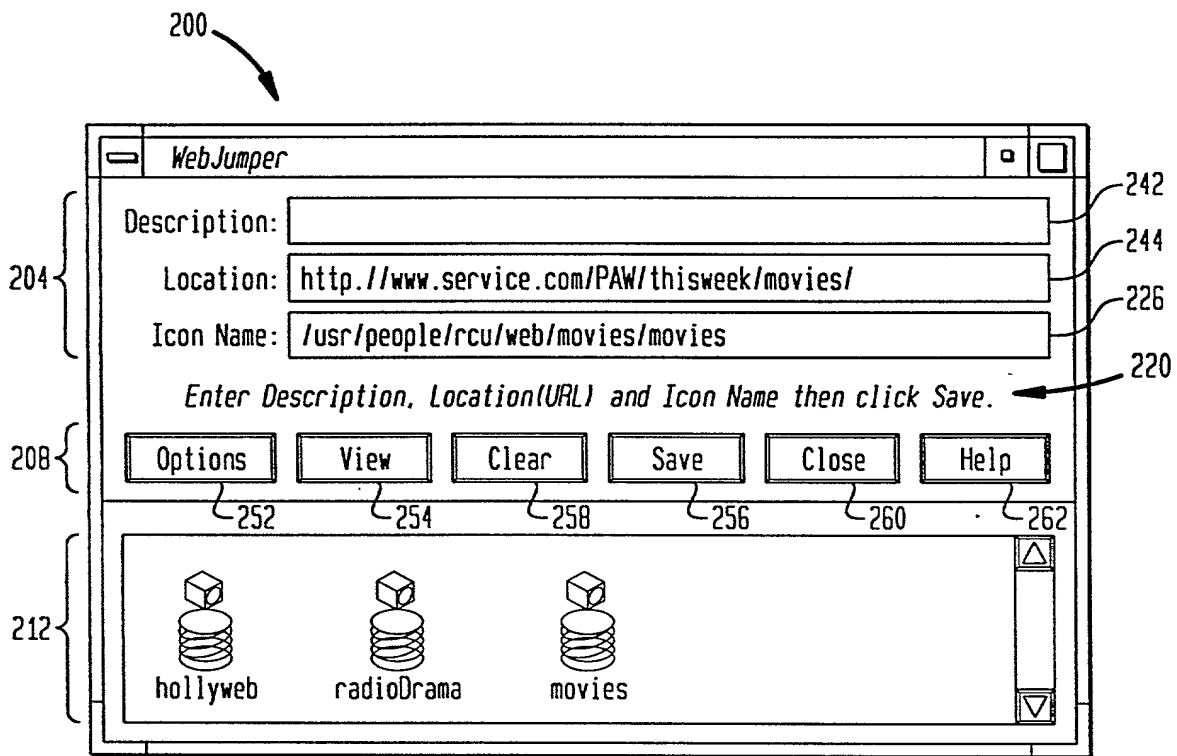 200
WebJumper
Description:
242
204
Location: http.//www.service.com/PAW/thisweek/movies/
244
Icon Name: /usr/people/rcu/web/movies/movies
226
Enter Description, Location(URL) and Icon Name then click Save.
220
208
Options View Clear Save Close Help
252 254 258 256 260 262
212
hollyweb radioDrama movies